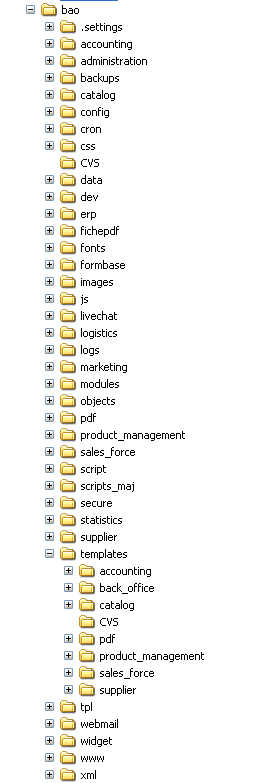 bao
.settings
accounting
administration
backups
catalog
config
cron
css
CVS
data
dev
erp
fichepdf
fonts
formbase
images
js
livechat
logistics
logs
marketing
modules
objects
pdf
product_management
sales_force
script
scripts_maj
secure
statistics
supplier
templates
accounting
back_office
catalog
CVS
pdf
product_management
sales_force
supplier
tpl
webmail
widget
www
xml